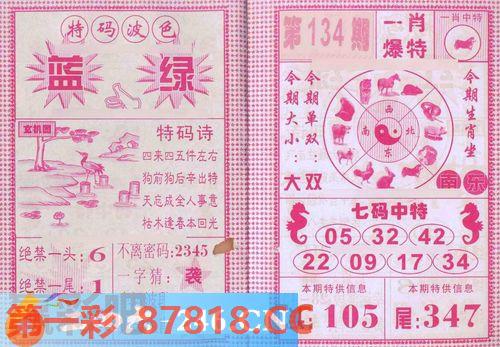 特码波色
蓝 绿
玄机图
特码诗
四来四五件左右
狗前狗后辛出特
天忘成全人事意
枯木逢春本回光
绝禁一头:6
绝禁一尾:1
不离密码:2345
一字猜:袭
第134期
一肖
爆特
一肖中特
今期大小:大
今期单双:双
西
南 北
东
今期生肖坐
南东
七码中特
05 32 42
22 09 17 34
本期特供信息
105
本期特供信息
尾:347
第一彩 87818.CC